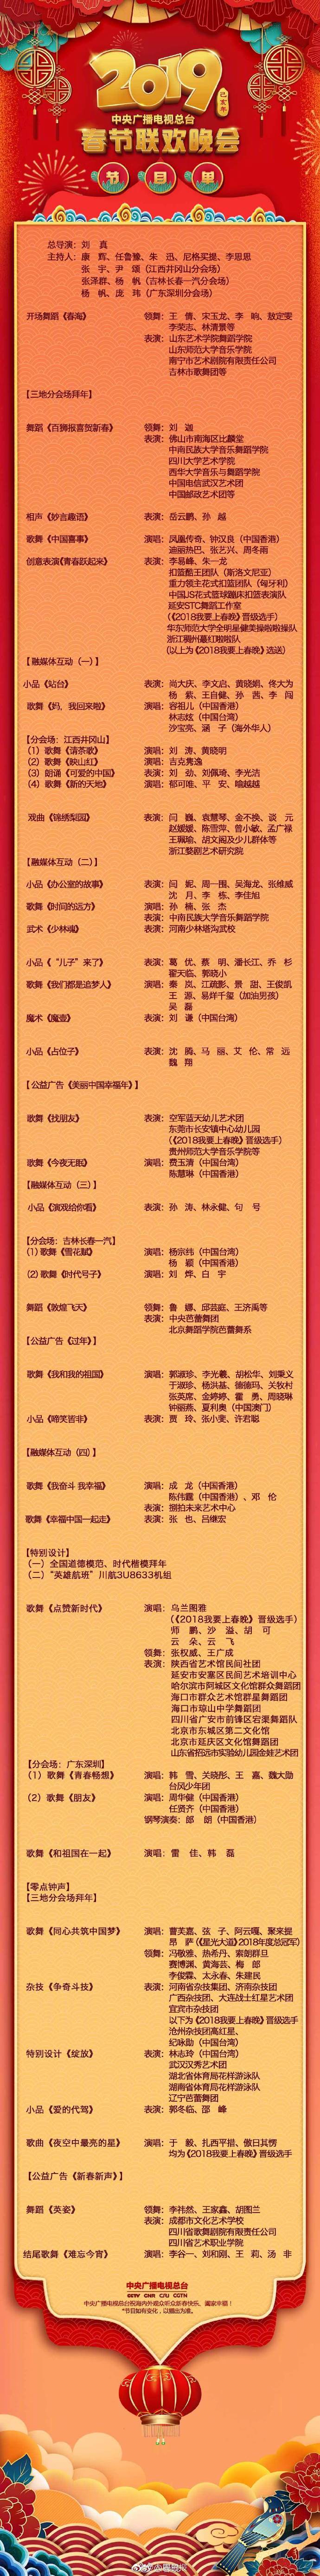 2019
己亥年
中央广播电视总台
春节联欢晚会
节目单
总导演：刘 真
主持人：康 辉、任鲁豫、朱 迅、尼格买提、李思思
张 宇、尹 颂（江西井冈山分会场）
张泽群、杨 帆（吉林长春一汽分会场）
杨 帆、庞 玮（广东深圳分会场）
开场舞蹈《春海》 领舞：王 倩、宋玉龙、李 响、敖定雯
李荣志、林清景等
表演：山东艺术学院舞蹈学院
山东师范大学音乐学院
南宁市艺术剧院有限责任公司
吉林市歌舞团等
【三地分会场拜年】
舞蹈《百狮报喜贺新春》 领舞：刘 迦
表演：佛山市南海区比麟堂
中南民族大学音乐舞蹈学院
四川大学艺术学院
西华大学音乐与舞蹈学院
中国电信武汉艺术团
中国邮政艺术团等
相声《妙言趣语》 表演：岳云鹏、孙 越
歌舞《中国喜事》 演唱：凤凰传奇、钟汉良（中国香港）
迪丽热巴、张艺兴、周冬雨
创意表演《青春跃起来》 表演：李易峰、朱一龙
扣篮酷王团队（斯洛文尼亚）
重力领主花式扣篮团队（匈牙利）
中国JS花式篮球蹦床扣篮表演队
延安STC舞蹈工作室
（《2018我要上春晚》晋级选手）
华东师范大学全明星健美操啦啦操队
浙江稠州最红啦啦队
（以上为《2018我要上春晚》选送）
【融媒体互动（一）】
小品《站台》 表演：尚大庆、李文启、黄晓娟、佟大为
杨 紫、王自健、孙 茜、李 闯
歌舞《妈，我回来啦》 演唱：容祖儿（中国香港）
林志炫（中国台湾）
沙宝亮、涵 子（海外华人）
【分会场：江西井冈山】
（1）歌舞《请茶歌》 演唱：刘 涛、黄晓明
（2）歌舞《映山红》 演唱：吉克隽逸
（3）朗诵《可爱的中国》 表演：刘 劲、刘佩琦、李光洁
（4）歌舞《新的天地》 演唱：郁可唯、平 安、喻越越
戏曲《锦绣梨园》 表演：闫 巍、袁慧琴、金不换、谈 元
赵媛媛、陈雪萍、曾小敏、孟广禄
王珮瑜、胡文阁及少儿群体等
浙江婺剧艺术研究院
【融媒体互动（二）】
小品《办公室的故事》 表演：闫 妮、周一围、吴海龙、张维威
沈 月、李 栋、李佳旭
歌舞《时间的远方》 演唱：孙 楠、张 杰
表演：中南民族大学音乐舞蹈学院
武术《少林魂》 表演：河南少林塔沟武校
小品《“儿子”来了》 表演：葛 优、蔡 明、潘长江、乔 杉
翟天临、郭晓小
歌舞《我们都是追梦人》 演唱：秦 岚、江疏影、景 甜、王俊凯
王 源、易烊千玺（加油男孩）
吴 磊
魔术《魔壶》 表演：刘 谦（中国台湾）
小品《占位子》 表演：沈 腾、马 丽、艾 伦、常 远
魏 翔
【公益广告《美丽中国幸福年》】
歌舞《找朋友》 表演：空军蓝天幼儿艺术团
东莞市长安镇中心幼儿园
（《2018我要上春晚》晋级选手）
贵州师范大学音乐学院等
歌舞《今夜无眠》 演唱：费玉清（中国台湾）
陈慧琳（中国香港）
【融媒体互动（三）】
小品《演戏给你看》 表演：孙 涛、林永健、句 号
【分会场：吉林长春一汽】
（1）歌舞《雪花赋》 演唱：杨宗纬（中国台湾）
杨 颖（中国香港）
（2）歌舞《时代号子》 演唱：刘 烨、白 宇
舞蹈《敦煌飞天》 领舞：鲁 娜、邱芸庭、王济禹等
表演：中央芭蕾舞团
北京舞蹈学院芭蕾舞系
【公益广告《过年》】
歌舞《我和我的祖国》 演唱：郭淑珍、李光羲、胡松华、刘秉义
于淑珍、杨洪基、德德玛、关牧村
张英席、金婷婷、霍 勇、周晓琳
钟丽燕、夏利奥（中国澳门）
小品《啼笑皆非》 表演：贾 玲、张小斐、许君聪
【融媒体互动（四）】
歌舞《我奋斗 我幸福》 演唱：成 龙（中国香港）
陈伟霆（中国香港）、邓 伦
表演：捌拍未来艺术中心
歌舞《幸福中国一起走》 表演：张 也、吕继宏
【特别设计】
（一）全国道德模范、时代楷模拜年
（二）“英雄航班”川航3U8633机组
歌舞《点赞新时代》 演唱：乌兰图雅
（《2018我要上春晚》晋级选手）
师 鹏、沙 溢、胡 可
云 朵、云 飞
领舞：张权威、王广成
表演：陕西省艺术馆民间社团
延安市安塞区民间艺术培训中心
哈尔滨市阿城区文化馆群众舞蹈团
海口市群众艺术馆群星舞蹈团
海口市琼山中学舞蹈团
四川省广安市前锋区宕渠舞蹈队
北京市东城区第二文化馆
北京市延庆区文化馆舞蹈团
山东省招远市实验幼儿园金娃艺术团
【分会场：广东深圳】
（1）歌舞《青春畅想》 演唱：韩 雪、关晓彤、王 嘉、魏大勋
台风少年团
（2）歌舞《朋友》 演唱：周华健（中国香港）
任贤齐（中国香港）
钢琴演奏：郎 朗（中国香港）
歌舞《和祖国在一起》 演唱：雷 佳、韩 磊
【零点钟声】
【三地分会场拜年】
歌舞《同心共筑中国梦》 演唱：曹芙嘉、弦 子、阿云嘎、聚来提
昂 萨（《星光大道》2018年度总冠军）
领舞：冯敬雅、热希丹、索朗群旦
赛博渊、黄海芸、梅 郎
李俊霖、太永春、朱建民
杂技《争奇斗技》 表演：河南省杂技集团、济南杂技团
广西杂技团、大连战士红星艺术团
宜宾市杂技团
以下为《2018我要上春晚》晋级选手
沧州杂技团高红星、
纪咏勋（中国台湾）
特别设计《绽放》 表演：林志玲（中国台湾）
武汉汉秀艺术团
湖北省体育局花样游泳队
湖南省体育局花样游泳队
辽宁芭蕾舞团
小品《爱的代驾》 表演：郭冬临、邵 峰
歌曲《夜空中最亮的星》 演唱：于 毅、扎西平措、傲日其愣
均为《2018我要上春晚》晋级选手
【公益广告《新春新声》】
舞蹈《英姿》 领舞：李祎然、王家鑫、胡图兰
表演：成都市文化艺术学校
四川省歌舞剧院有限责任公司
四川省艺术职业学院
结尾歌舞《难忘今宵》 演唱：李谷一、刘和刚、王 莉、汤 非
中央广播电视总台
CCTV CNR CRI CGTN
中央广播电视总台祝海内外观众听众新春快乐，阖家幸福！
*节目如有变化，以播出为准。